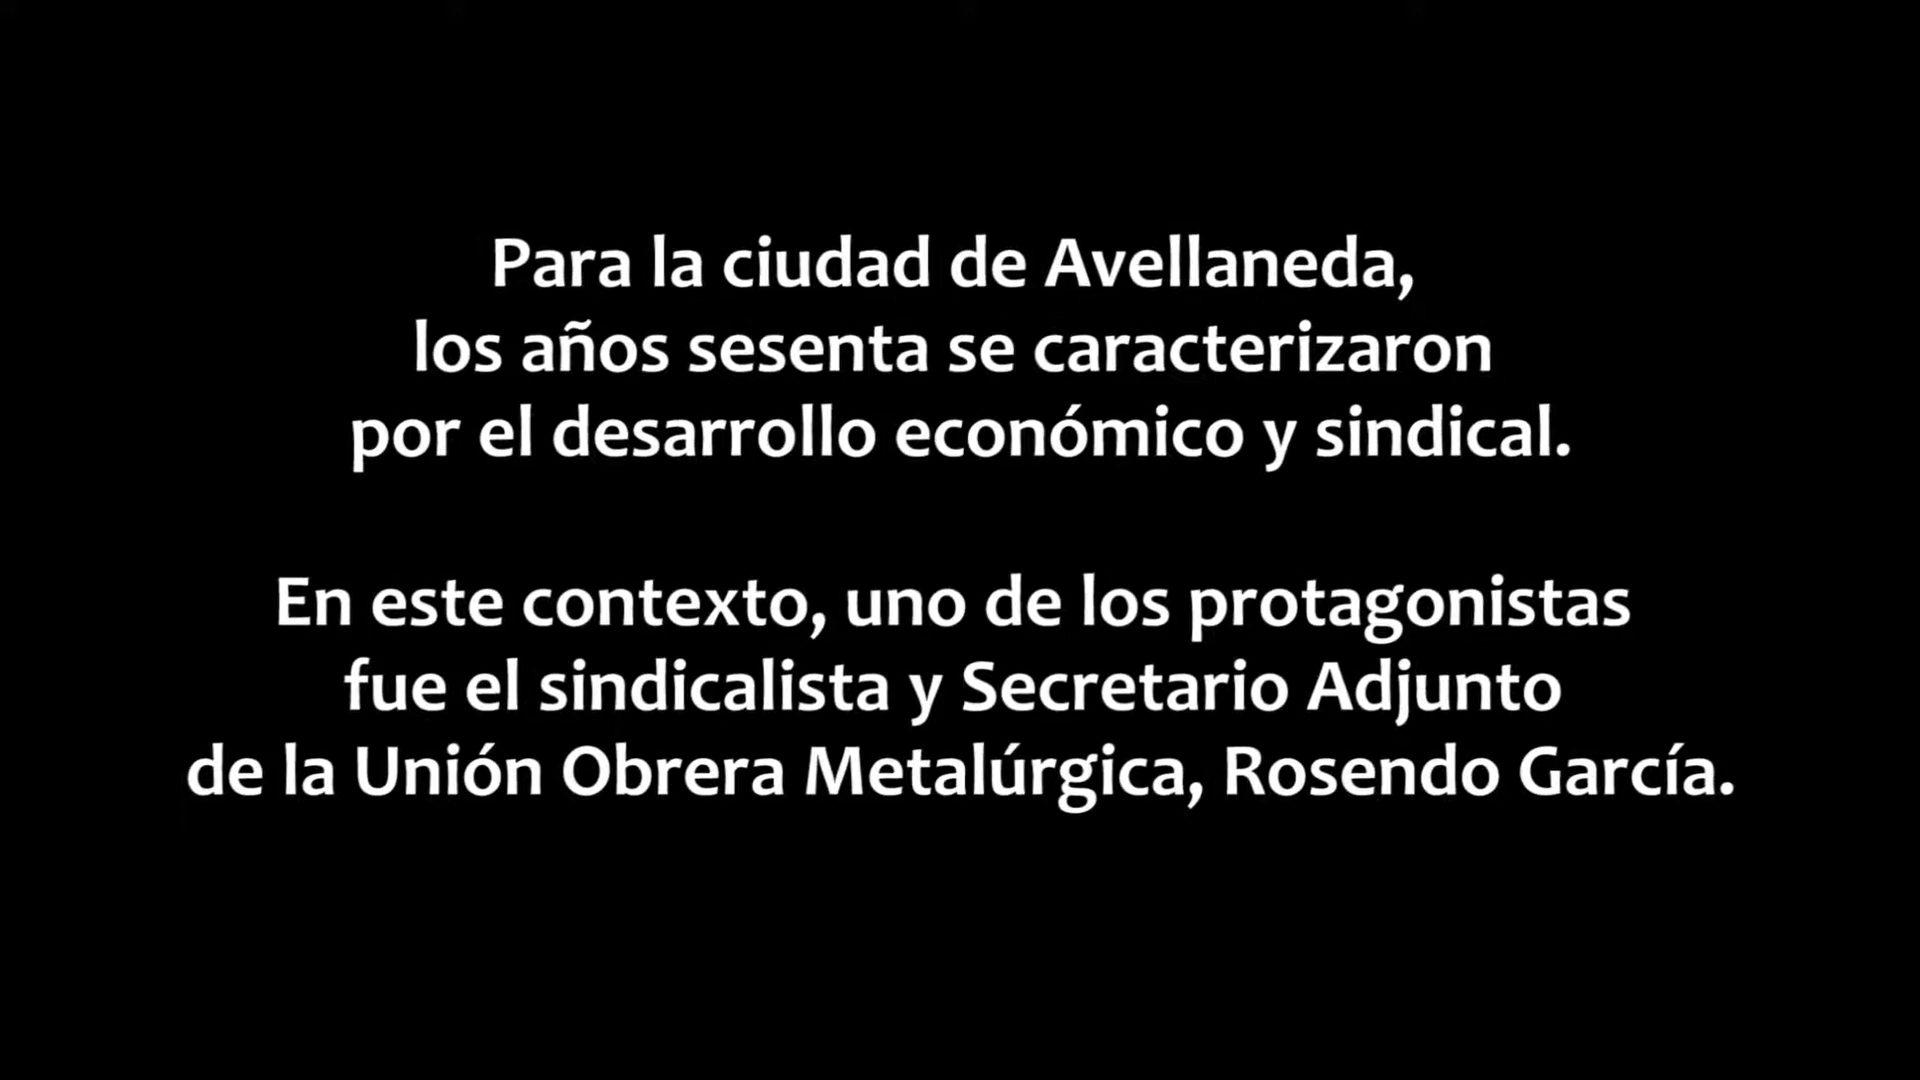 Para la ciudad de Avellaneda,
los años sesenta se caracterizaron
por el desarrollo económico y sindical.
En este contexto, uno de los protagonistas
fue el sindicalista y Secretario Adjunto
de la Unión Obrera Metalúrgica, Rosendo García.